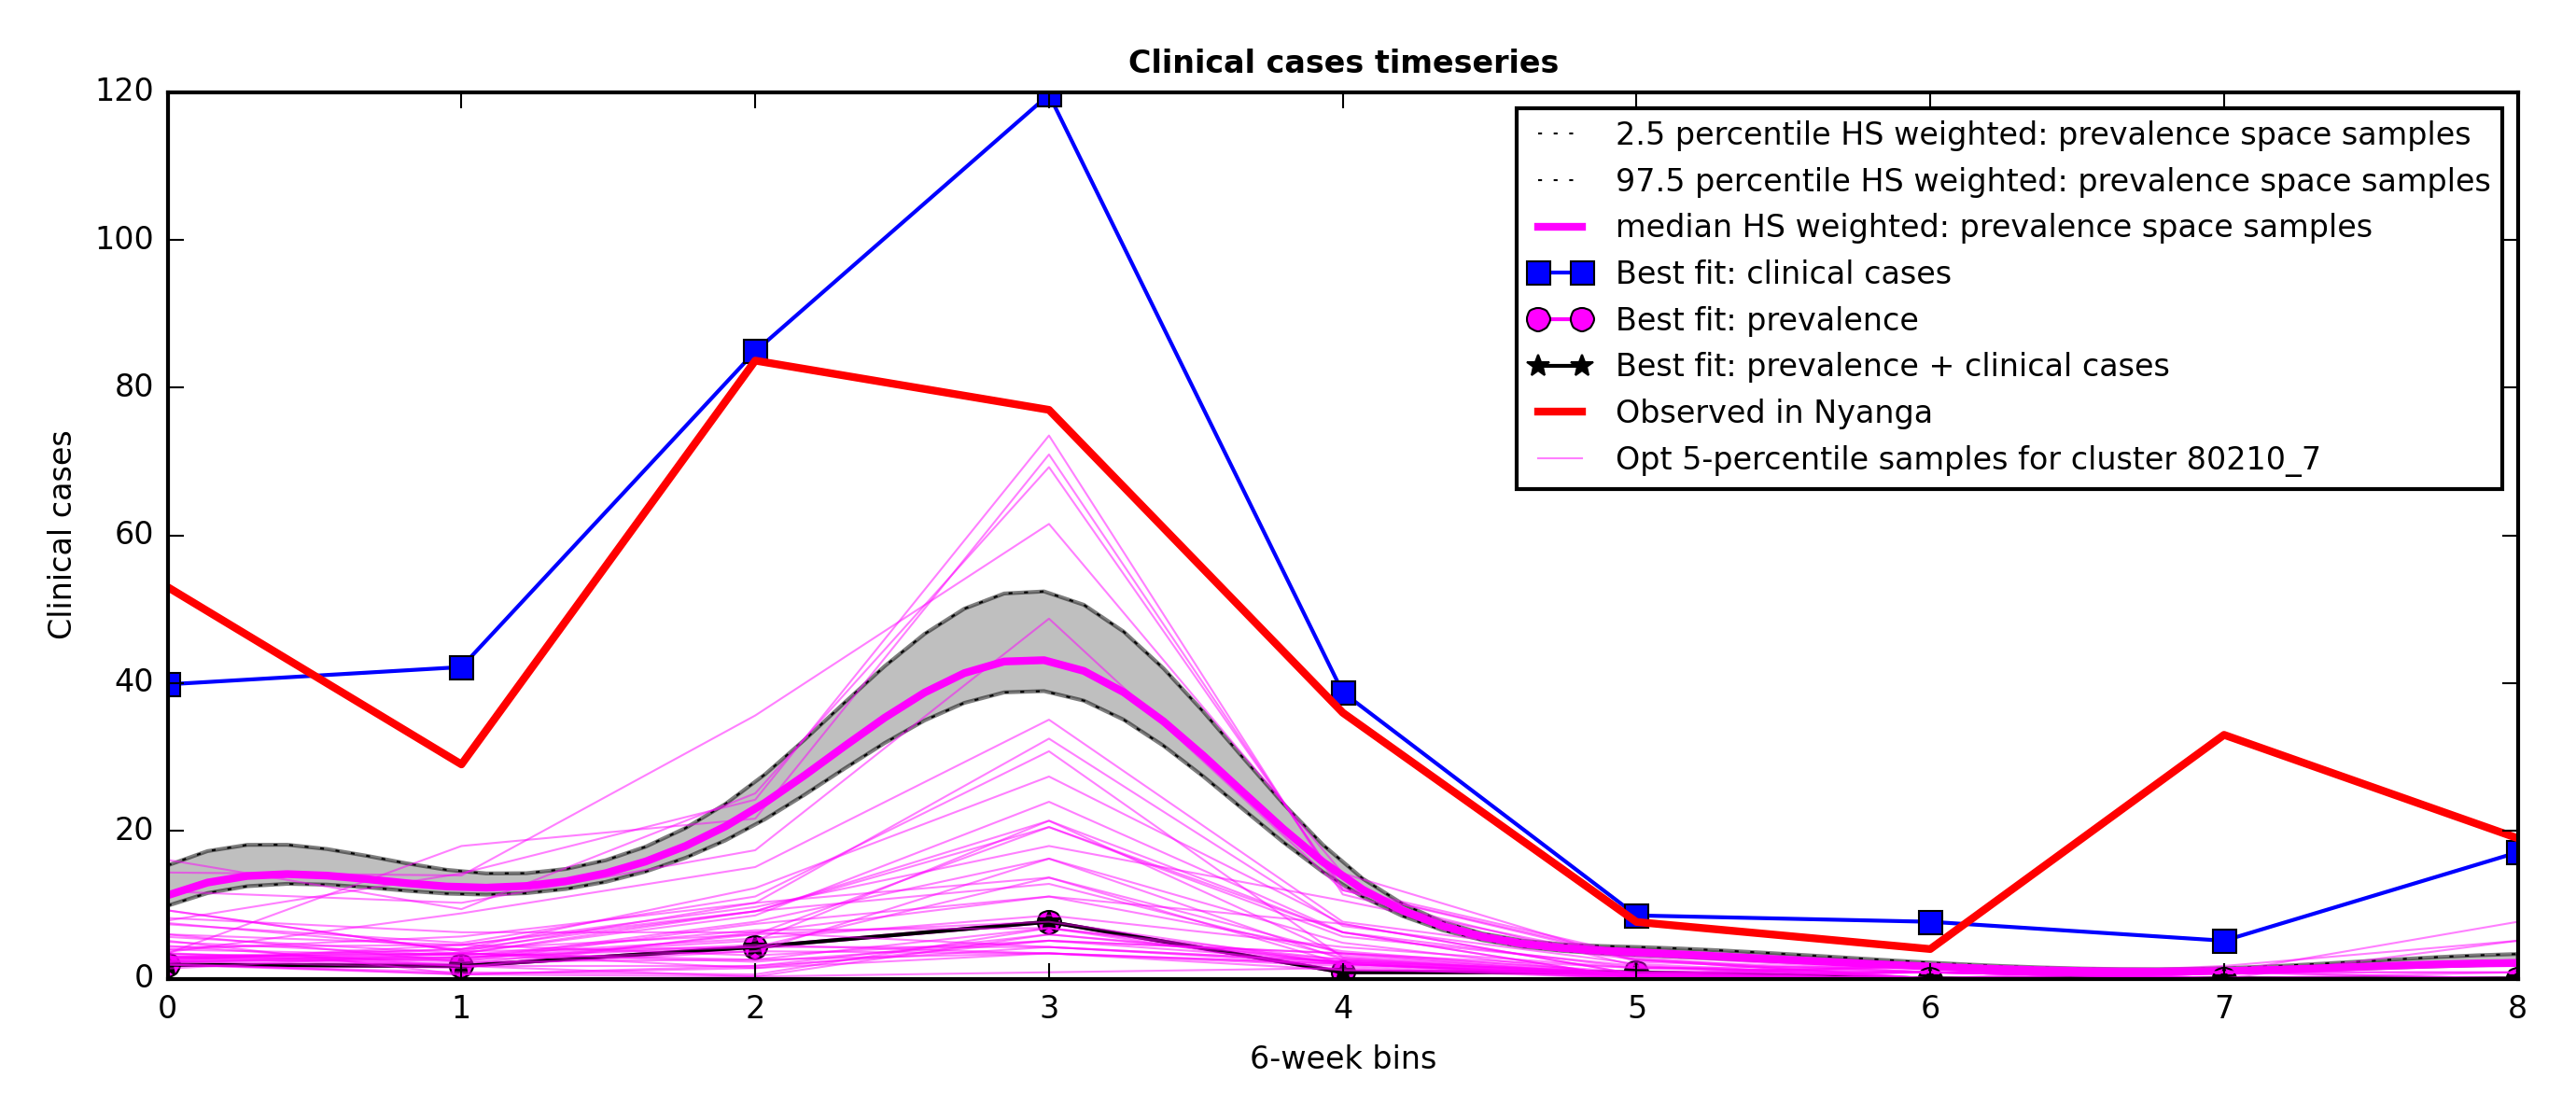 Clinical cases timeseries
120
100
80
60
40
20
0
Clinical cases
2.5 percentile HS weighted: prevalence space samples
97.5 percentile HS weighted: prevalence space samples
median HS weighted: prevalence space samples
Best fit: clinical cases
Best fit: prevalence
Best fit: prevalence + clinical cases
Observed in Nyanga
Opt 5-percentile samples for cluster 80210_7
0 1 2 3 4 5 6 7 8
6-week bins